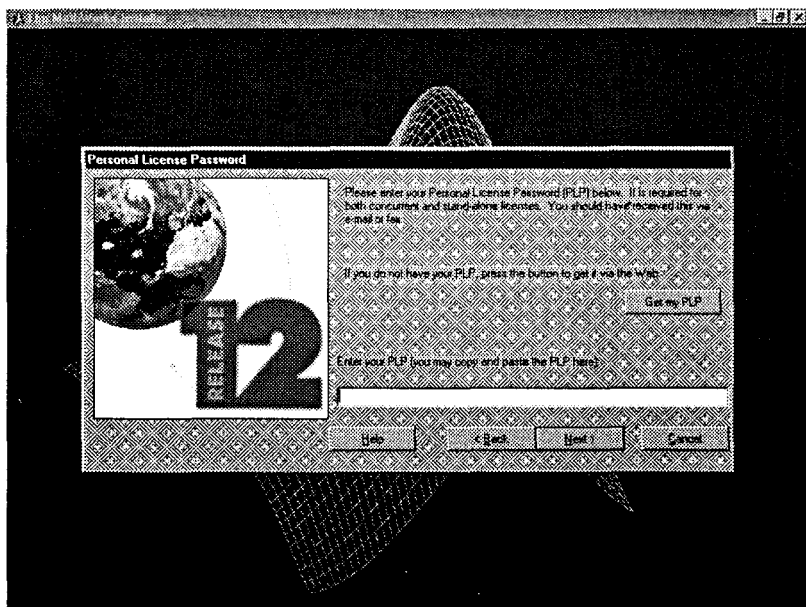 The MathWorks Installer
Personal License Password
Please enter your Personal License Password (PLP) below. It is required for
both concurrent and stand-alone licenses. You should have received this via
e-mail or fax.
If you do not have your PLP, press the button to get it via the Web.
Get my PLP
RELEASE
12
Enter your PLP (you may copy and paste the PLP here):
Help
< Back
Next >
Cancel